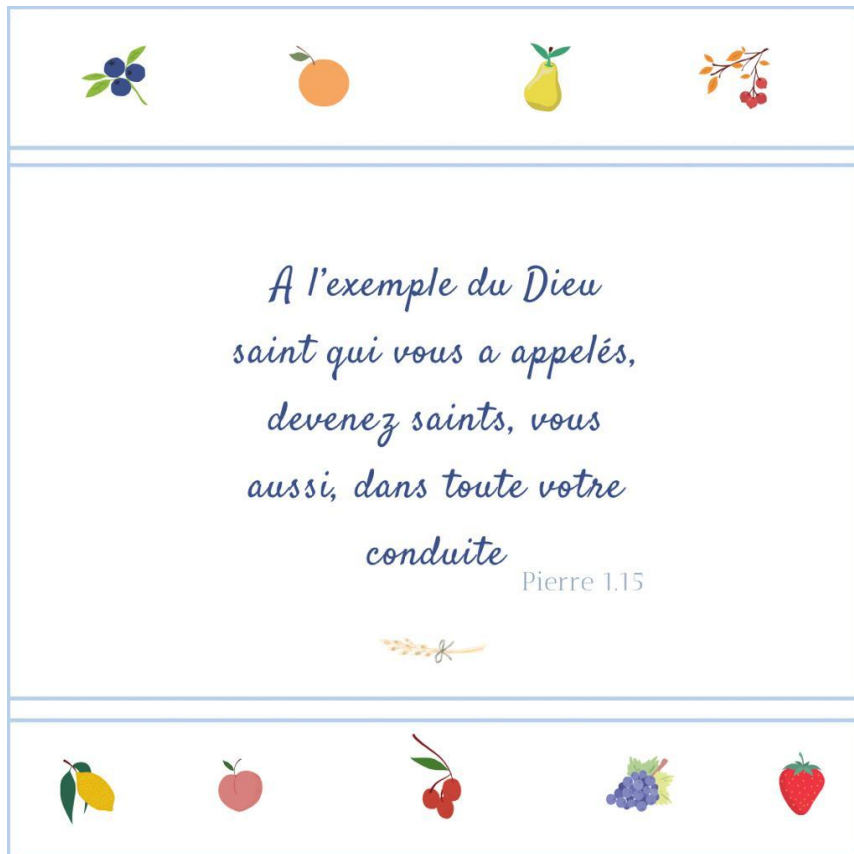 A l'exemple du Dieu
saint qui vous a appelés,
devenez saints, vous
aussi, dans toute votre
conduite
Pierre 1.15